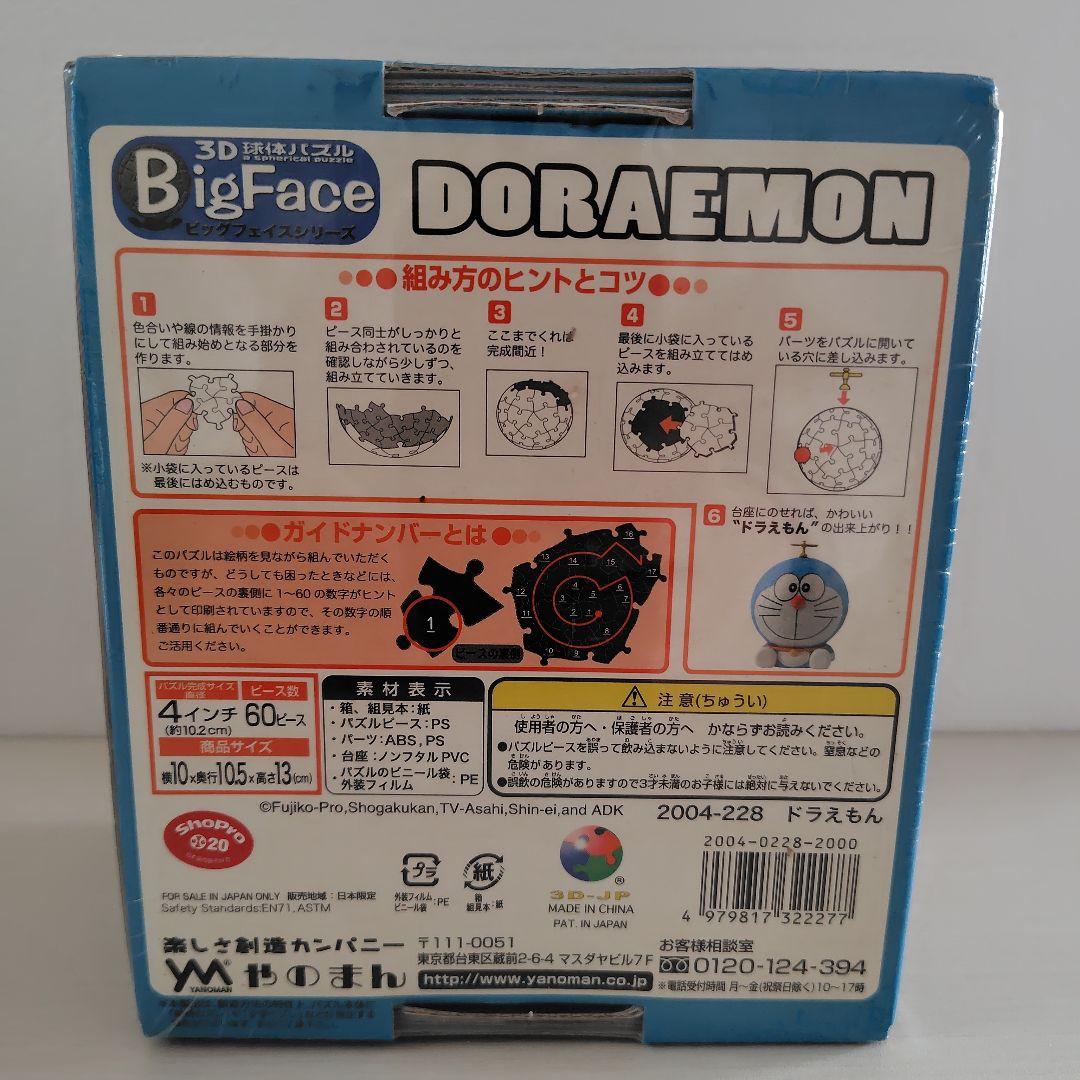 3D 球体パズル
a spherical puzzle
BigFace
ビッグフェイスシリーズ
DORAEMON
組み方のヒントとコツ
1
色合いや線の情報を手掛かり
にして組み始めとなる部分を
作ります。
※小袋に入っているピースは
最後にはめ込むものです。
2
ピース同士がしっかりと
組み合わされているのを
確認しながら少しずつ、
組み立てていきます。
3
ここまでくれば
完成間近！
4
最後に小袋に入っている
ピースを組み立ててはめ
込みます。
5
パーツをパズルに開いて
いる穴に差し込みます。
6
台座にのせれば、かわいい
“ドラえもん”の出来上がり！！
ガイドナンバーとは
このパズルは絵柄を見ながら組んでいただく
ものですが、どうしても困ったときなどには、
各々のピースの裏側に1～60の数字がヒント
として印刷されていますので、その数字の順
番通りに組んでいくことができます。
ご活用ください。
1
ピースの裏側
16
13 14 15
17
12 4 5 6
3 7
11 2 1
8
10 9
パズル完成サイズ
直径
4インチ
(約10.2cm)
ピース数
60ピース
商品サイズ
横10×奥行10.5×高さ13(cm)
素材表示
・箱、組見本：紙
・パズルピース：PS
・パーツ：ABS, PS
・台座：ノンフタルPVC
・パズルのビニール袋、
外装フィルム：PE
注意(ちゅうい)
使用者の方へ・保護者の方へ かならずお読みください。
●パズルピースを誤って飲み込まないように注意してください。窒息などの
危険があります。
●誤飲の危険がありますので3才未満のお子様には絶対に与えないでください。
©Fujiko-Pro,Shogakukan,TV-Asahi,Shin-ei,and ADK
2004-228 ドラえもん
ShoPro
20
プラ
外装フィルム・
ビニール袋：PE
紙
箱
組見本：紙
3D-JP
®
MADE IN CHINA
PAT. IN JAPAN
2004-0228-2000
4 979817 322277
FOR SALE IN JAPAN ONLY 販売地域：日本限定
Safety Standards:EN71, ASTM
楽しさ創造カンパニー
YM®
YANOMAN
やのまん
〒111-0051
東京都台東区蔵前2-6-4 マスダヤビル7F
http://www.yanoman.co.jp
お客様相談室
0120-124-394
※電話受付時間 月～金(祝祭日除く)10～17時